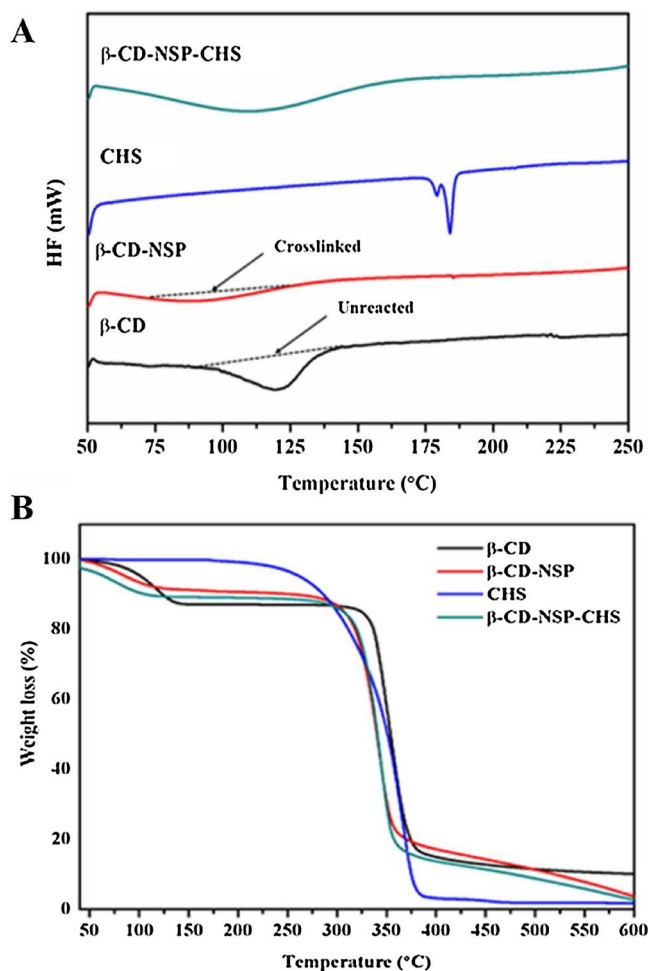 A
β-CD-NSP-CHS
CHS
β-CD-NSP
Crosslinked
β-CD
Unreacted
HF (mW)
50 75 100 125 150 175 200 225 250
Temperature (°C)
B
β-CD
β-CD-NSP
CHS
β-CD-NSP-CHS
100
80
60
40
20
0
Weight loss (%)
50 100 150 200 250 300 350 400 450 500 550 600
Temperature (°C)